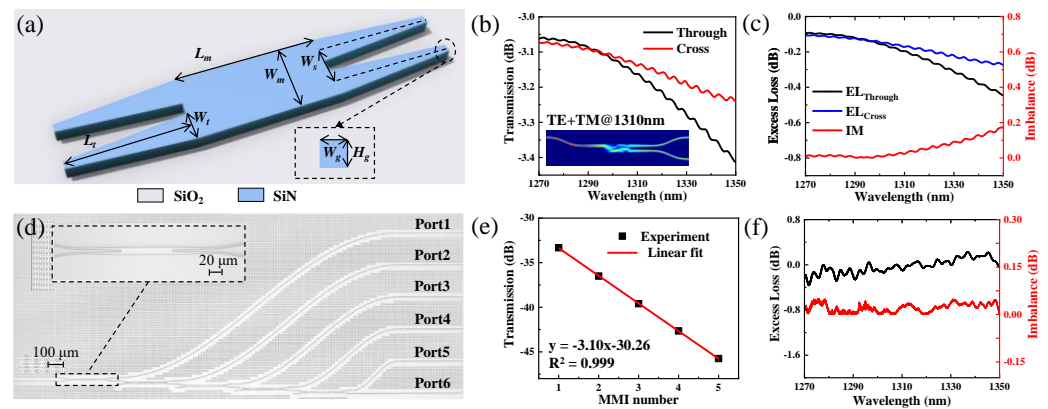 (a)
L_m
W_m
W_s
W_t
L_t
W_g
H_g
SiO₂
SiN
(b)
Transmission (dB)
-3.1
-3.2
-3.3
-3.4
Through
Cross
TE+TM@1310nm
1270 1290 1310 1330 1350
Wavelength (nm)
(c)
Excess Loss (dB)
0.0
-0.2
-0.4
-0.6
-0.8
EL_Through
EL_Cross
IM
0.8
0.6
0.4
0.2
0.0
Imbalance (dB)
1270 1290 1310 1330 1350
Wavelength (nm)
(d)
20 μm
100 μm
Port1
Port2
Port3
Port4
Port5
Port6
(e)
Transmission (dB)
-25
-30
-35
-40
-45
Experiment
Linear fit
y = -3.10x-30.26
R² = 0.999
1 2 3 4 5
MMI number
(f)
Excess Loss (dB)
0.8
0.0
-0.8
-1.6
0.30
0.15
0.00
-0.15
Imbalance (dB)
1270 1290 1310 1330 1350
Wavelength (nm)